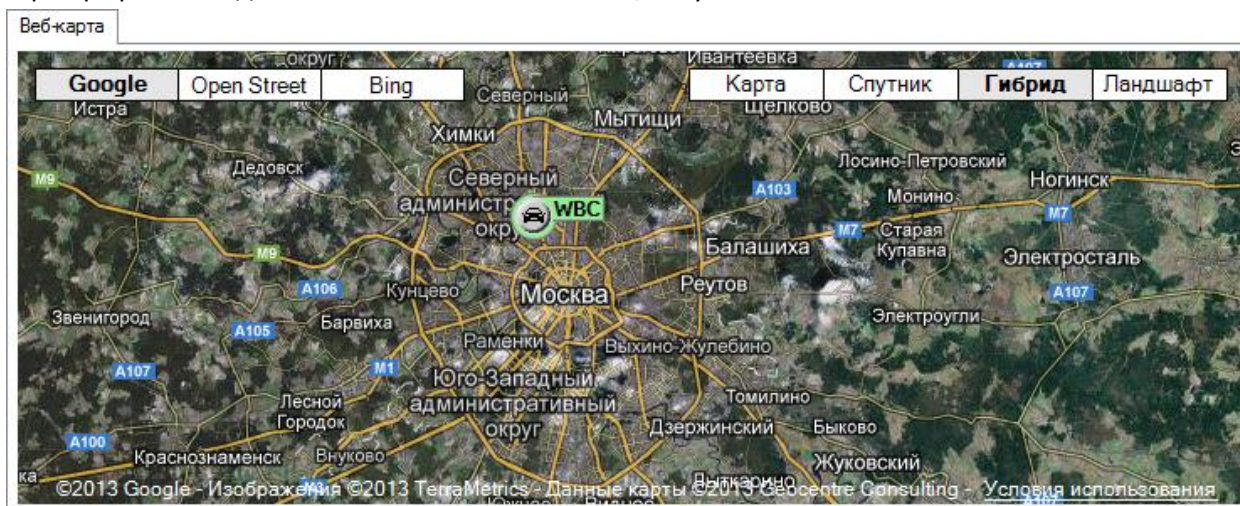 Веб-карта
округ
Ивантеевка
A107
Google Open Street Bing
Карта Спутник Гибрид Ландшафт
Истра
Северный
Щелково
Химки
Мытищи
Дедовск
Лосино-Петровский
M9
Северный
A103
Ногинск
Монино
WBC
M7
M7
Старая
Купавна
Балашиха
M9
Электросталь
A106
Кунцево
Москва
Реутов
A107
Звенигород
A105
Барвиха
Электроугли
Раменки
Выхино-Жулебино
A107
M1
Юго-Западный
административный
округ
Лесной
Городок
Томилино
Дзержинский
Быково
A100
Краснознаменск
Внуково
Жуковский
Лыткарино
©2013 Google - Изображения ©2013 TerraMetrics - Данные карты ©2013 Geocentre Consulting - Условия использования